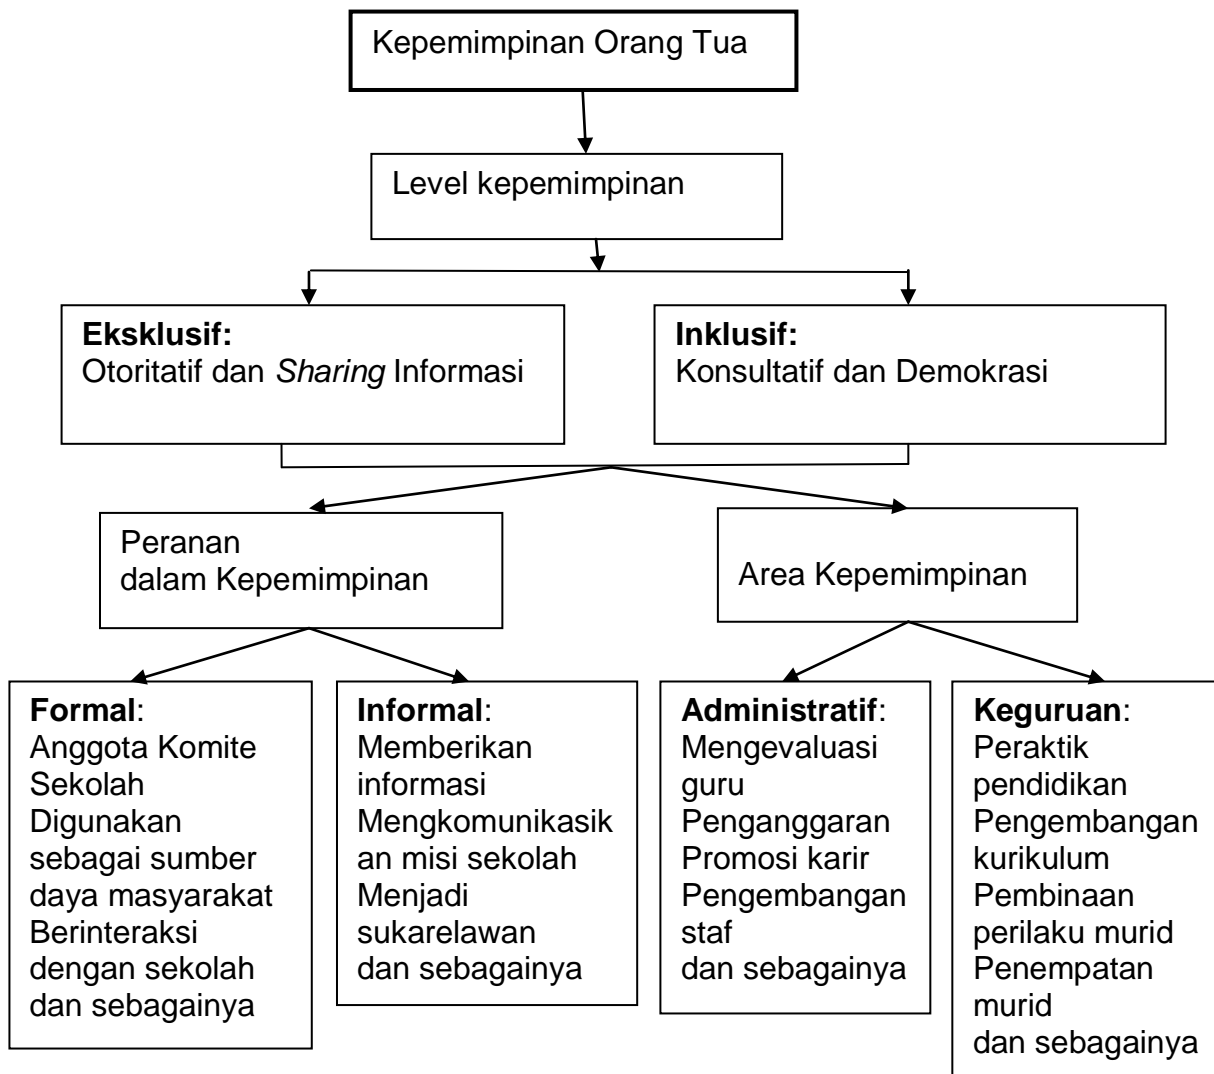 Kepemimpinan Orang Tua
Level kepemimpinan
Eksklusif:
Otoritatif dan Sharing Informasi
Inklusif:
Konsultatif dan Demokrasi
Peranan
dalam Kepemimpinan
Area Kepemimpinan
Formal:
Anggota Komite
Sekolah
Digunakan
sebagai sumber
daya masyarakat
Berinteraksi
dengan sekolah
dan sebagainya
Informal:
Memberikan
informasi
Mengkomunikasik
an misi sekolah
Menjadi
sukarelawan
dan sebagainya
Administratif:
Mengevaluasi
guru
Penganggaran
Promosi karir
Pengembangan
staf
dan sebagainya
Keguruan:
Peraktik
pendidikan
Pengembangan
kurikulum
Pembinaan
perilaku murid
Penempatan
murid
dan sebagainya